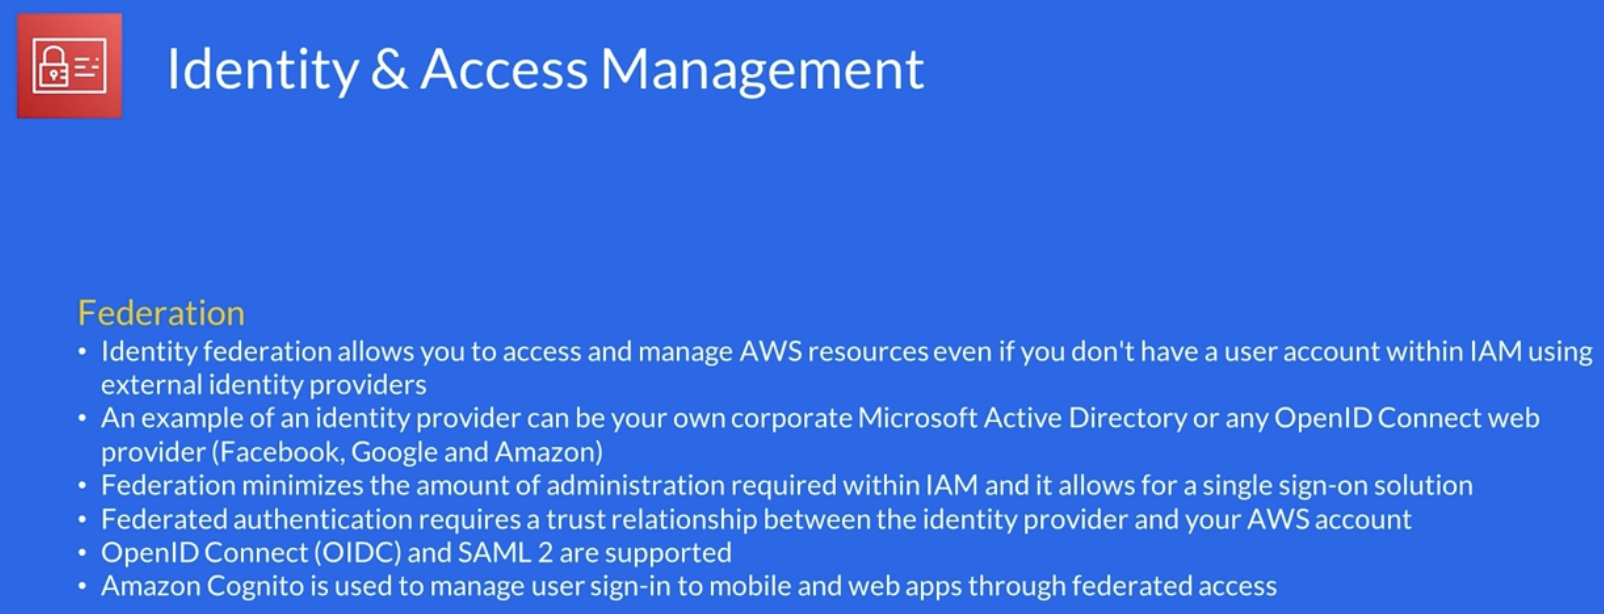 Identity & Access Management
Federation
• Identity federation allows you to access and manage AWS resources even if you don't have a user account within IAM using
external identity providers
• An example of an identity provider can be your own corporate Microsoft Active Directory or any OpenID Connect web
provider (Facebook, Google and Amazon)
• Federation minimizes the amount of administration required within IAM and it allows for a single sign-on solution
• Federated authentication requires a trust relationship between the identity provider and your AWS account
• OpenID Connect (OIDC) and SAML 2 are supported
• Amazon Cognito is used to manage user sign-in to mobile and web apps through federated access